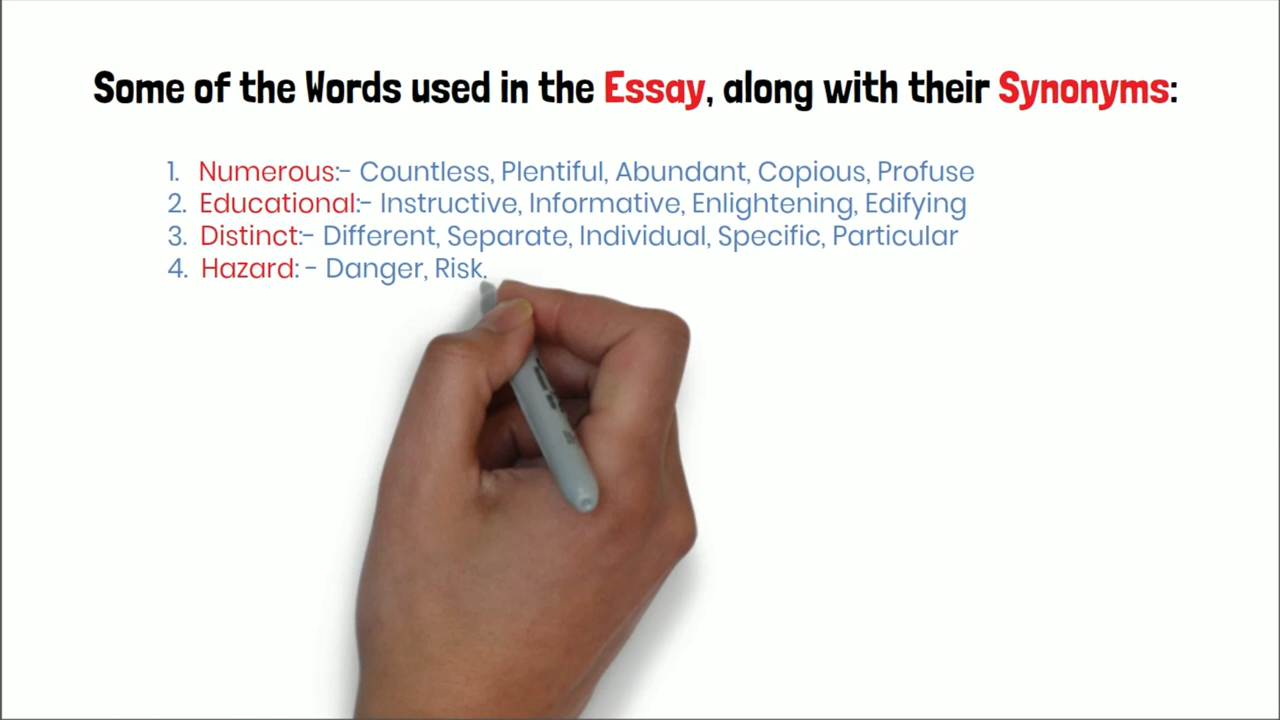 Some of the Words used in the Essay, along with their Synonyms:
1. Numerous:- Countless, Plentiful, Abundant, Copious, Profuse
2. Educational:- Instructive, Informative, Enlightening, Edifying
3. Distinct:- Different, Separate, Individual, Specific, Particular
4. Hazard: - Danger, Risk,